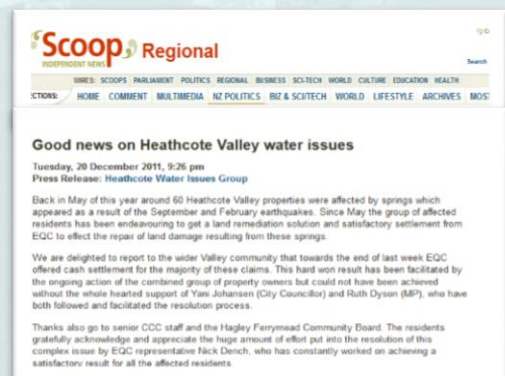 Scoop Regional
INDEPENDENT NEWS
Search
WIRES: SCOOPS PARLIAMENT POLITICS REGIONAL BUSINESS SCI-TECH WORLD CULTURE EDUCATION HEALTH
CTIONS: HOME COMMENT MULTIMEDIA NZ POLITICS BIZ & SCI/TECH WORLD LIFESTYLE ARCHIVES MOS
Good news on Heathcote Valley water issues
Tuesday, 20 December 2011, 9:26 pm
Press Release: Heathcote Water Issues Group
Back in May of this year around 60 Heathcote Valley properties were affected by springs which
appeared as a result of the September and February earthquakes. Since May the group of affected
residents has been endeavouring to get a land remediation solution and satisfactory settlement from
EQC to effect the repair of land damage resulting from these springs.
We are delighted to report to the wider Valley community that towards the end of last week EQC
offered cash settlement for the majority of these claims. This hard won result has been facilitated by
the ongoing action of the combined group of property owners but could not have been achieved
without the whole hearted support of Yani Johansen (City Councillor) and Ruth Dyson (MP), who have
both followed and facilitated the resolution process.
Thanks also go to senior CCC staff and the Hagley Ferrymead Community Board. The residents
gratefully acknowledge and appreciate the huge amount of effort put into the resolution of this
complex issue by EQC representative Nick Dench, who has constantly worked on achieving a
satisfactory result for all the affected residents.